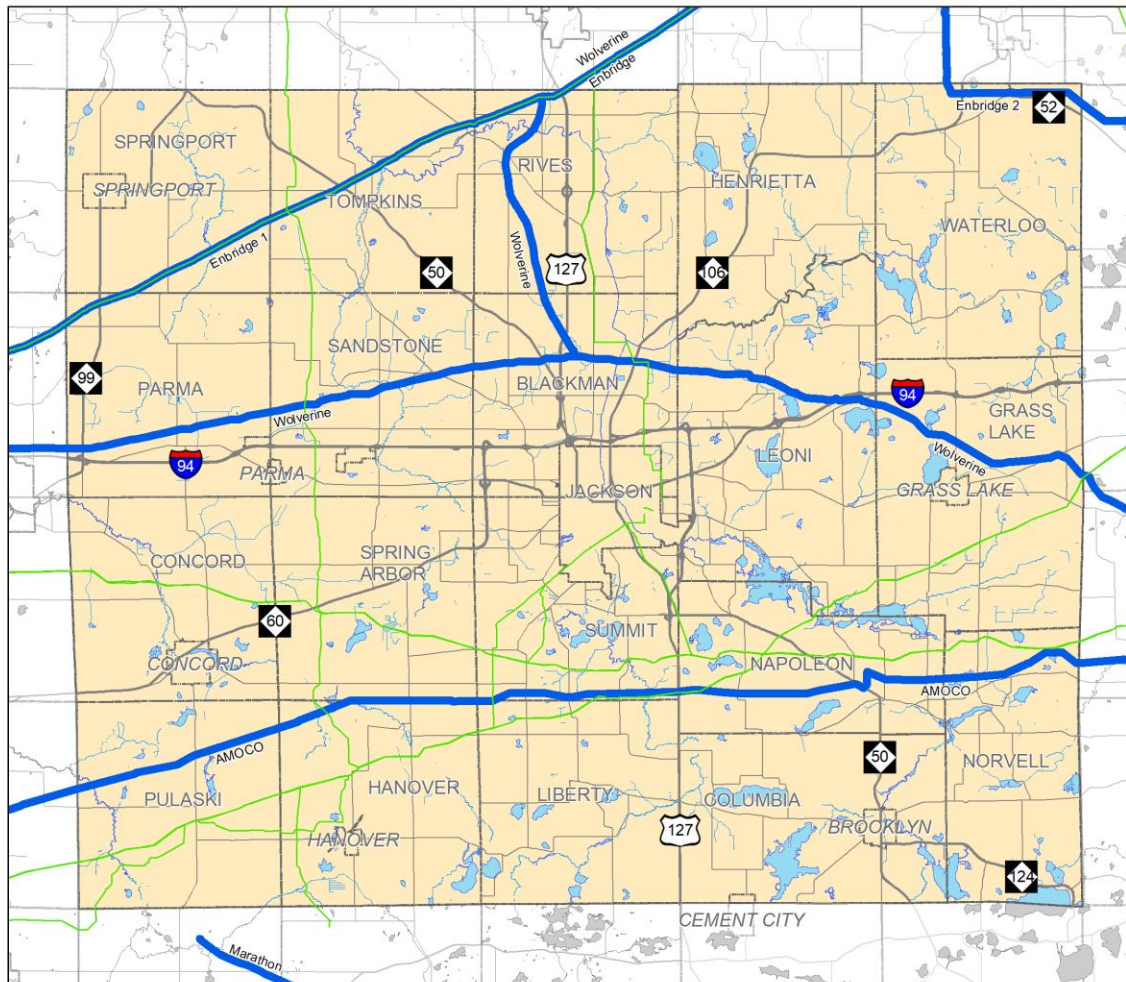 Wolverine
Enbridge
Enbridge 2
52
SPRINGPORT
RIVES
SPRINGPORT
HENRIETTA
TOMPKINS
WATERLOO
Enbridge 1
Wolverine
50
127
106
SANDSTONE
99
PARMA
BLACKMAN
94
GRASS
LAKE
Wolverine
94
PARMA
LEONI
Wolverine
JACKSON
GRASS LAKE
CONCORD
SPRING
ARBOR
60
SUMMIT
CONCORD
NAPOLEON
AMOCO
AMOCO
50
NORVELL
PULASKI
HANOVER
LIBERTY
COLUMBIA
HANOVER
127
BROOKLYN
124
CEMENT CITY
Marathon